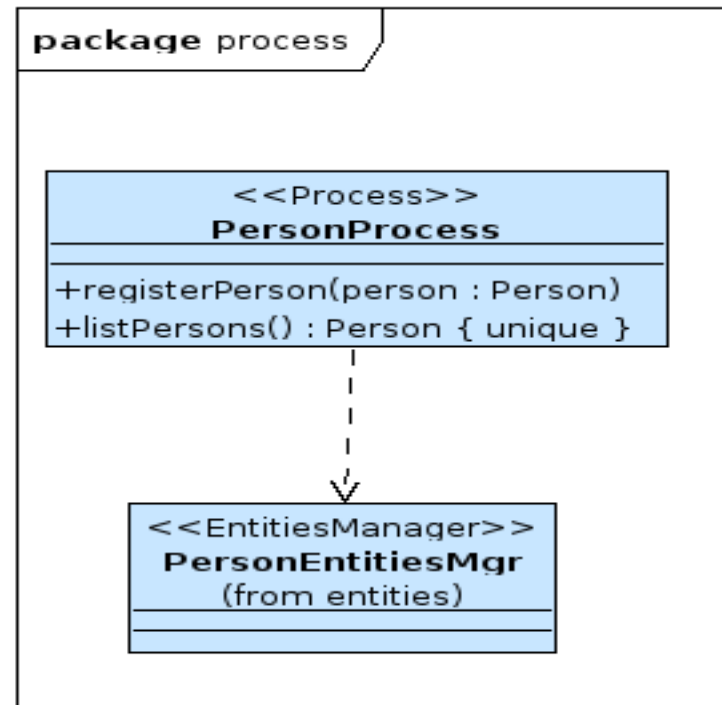 package process
<<Process>>
PersonProcess
+registerPerson(person : Person)
+listPersons() : Person { unique }
<<EntitiesManager>>
PersonEntitiesMgr
(from entities)